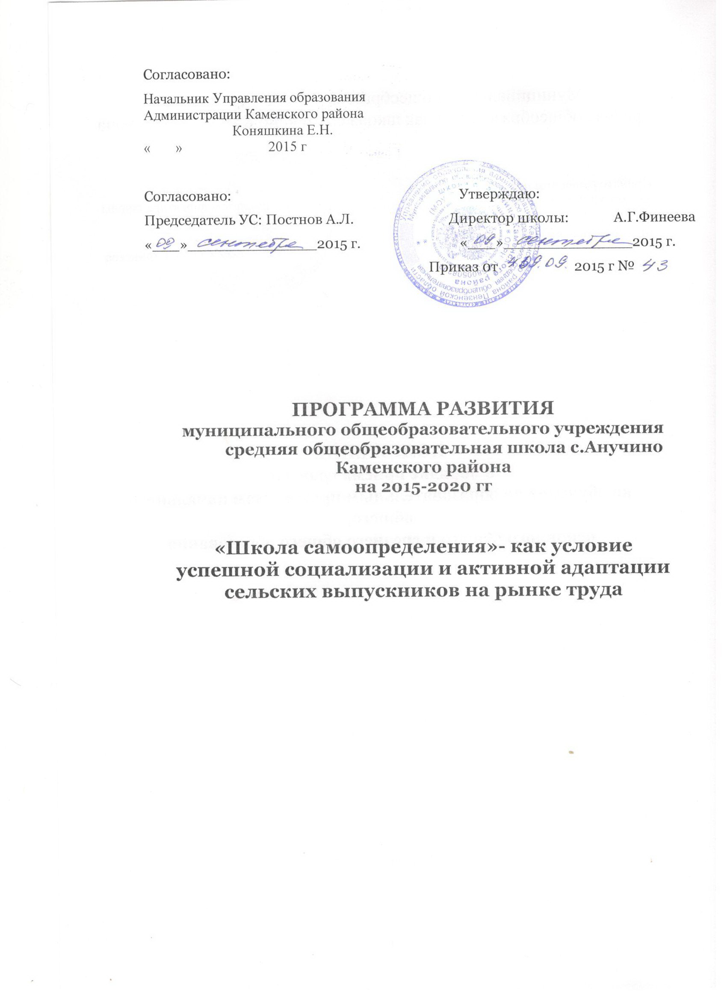 Согласовано:
Начальник Управления образования
Администрации Каменского района
Коняшкина Е.Н.
« » 2015 г
Согласовано:
Председатель УС: Постнов А.Л.
«09» сентября 2015 г.
Утверждаю:
Директор школы: А.Г.Финеева
«09» сентября 2015 г.
Приказ от 09.09. 2015 г № 43
ПРОГРАММА РАЗВИТИЯ
муниципального общеобразовательного учреждения
средняя общеобразовательная школа с.Анучино
Каменского района
на 2015-2020 гг
«Школа самоопределения»- как условие
успешной социализации и активной адаптации
сельских выпускников на рынке труда